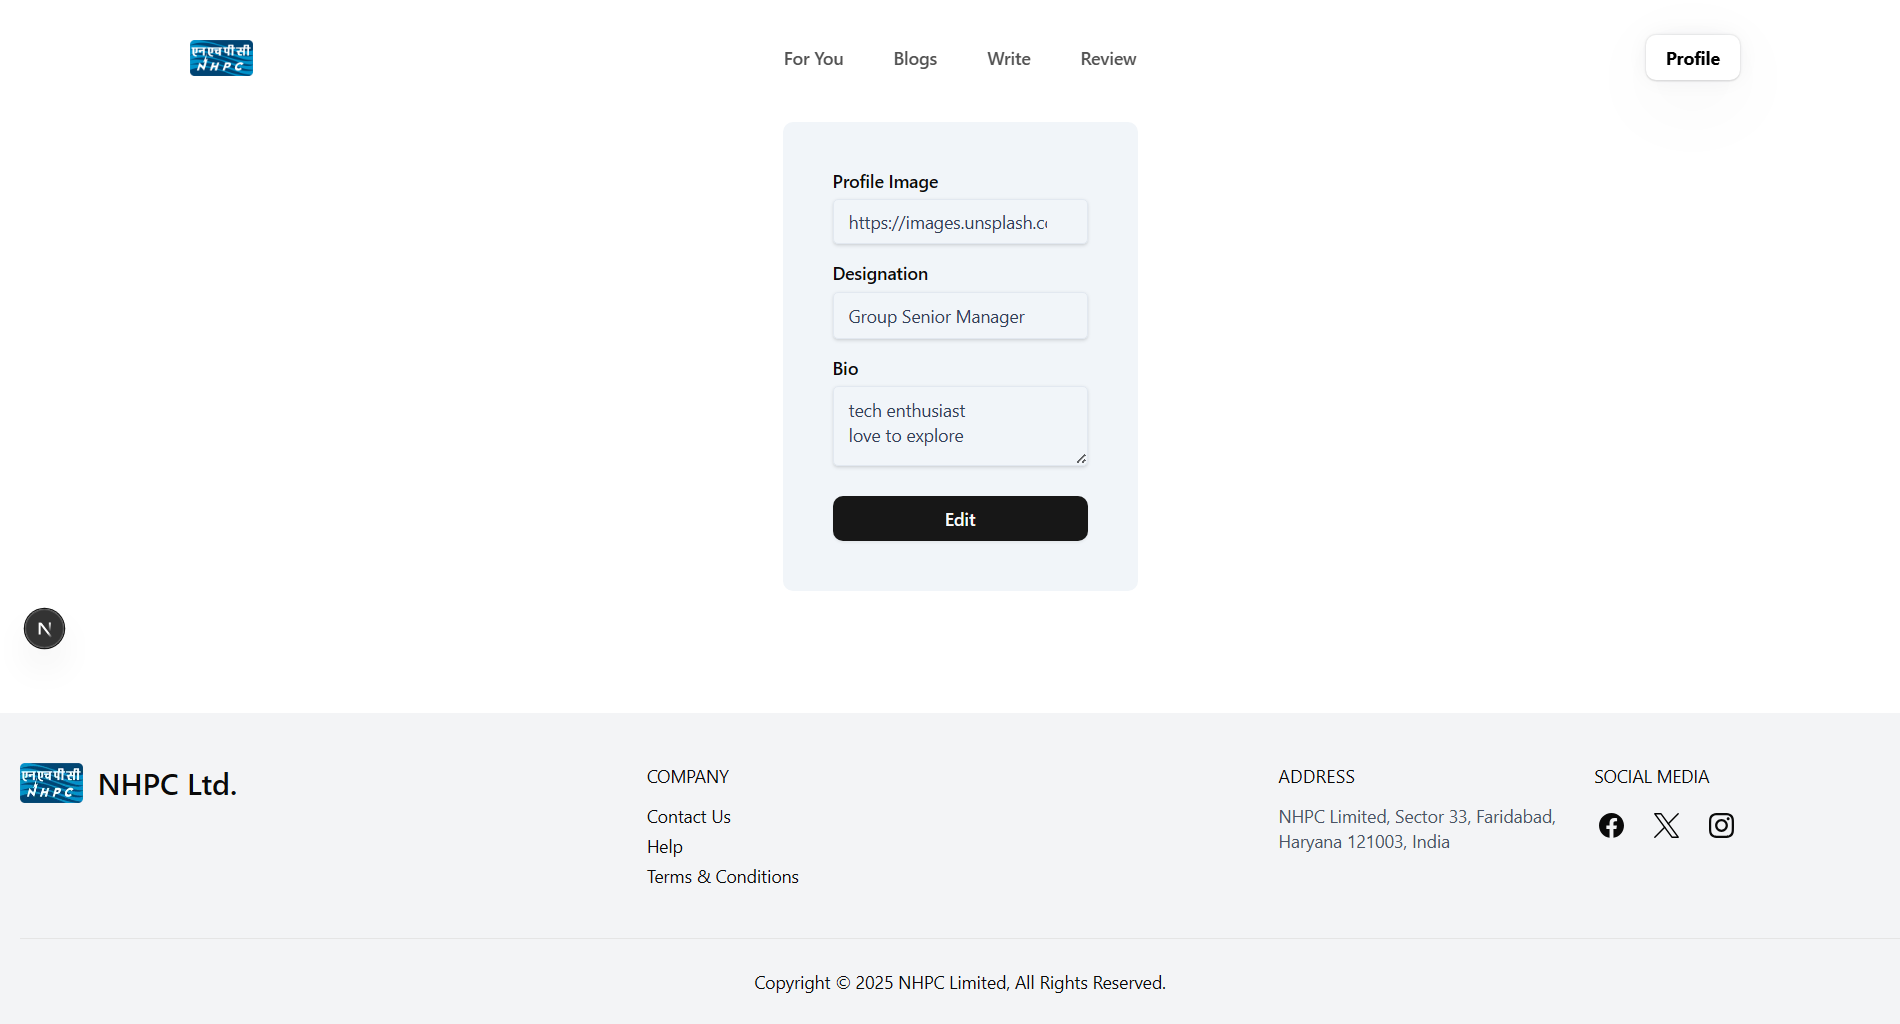 एनएचपीसी
NHPC
For You
Blogs
Write
Review
Profile
Profile Image
https://images.unsplash.c
Designation
Group Senior Manager
Bio
tech enthusiast
love to explore
Edit
N
एनएचपीसी
NHPC
NHPC Ltd.
COMPANY
Contact Us
Help
Terms & Conditions
ADDRESS
NHPC Limited, Sector 33, Faridabad,
Haryana 121003, India
SOCIAL MEDIA
Copyright © 2025 NHPC Limited, All Rights Reserved.